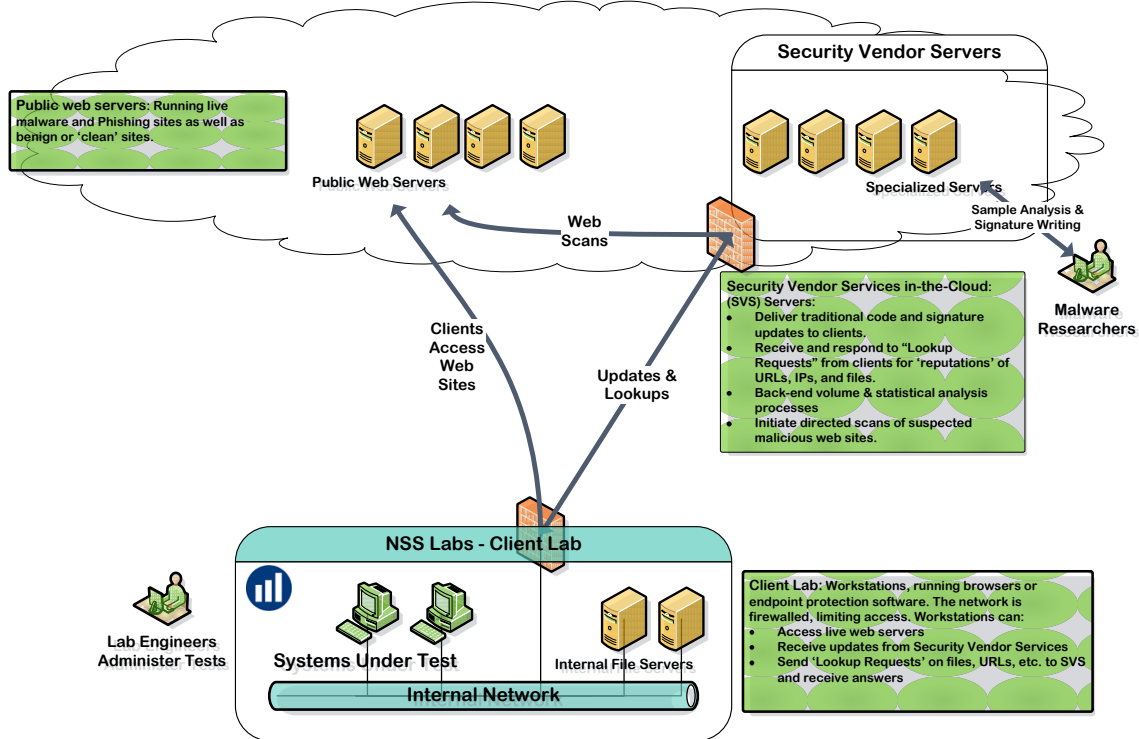 Security Vendor Servers
Public web servers: Running live
malware and Phishing sites as well as
benign or ‘clean’ sites.
Public Web Servers
Specialized Servers
Web
Scans
Sample Analysis &
Signature Writing
Malware
Researchers
Security Vendor Services in-the-Cloud:
(SVS) Servers:
• Deliver traditional code and signature
updates to clients.
• Receive and respond to “Lookup
Requests” from clients for ‘reputations’ of
URLs, IPs, and files.
• Back-end volume & statistical analysis
processes
• Initiate directed scans of suspected
malicious web sites.
Clients
Access
Web
Sites
Updates &
Lookups
NSS Labs - Client Lab
Lab Engineers
Administer Tests
Systems Under Test
Internal File Servers
Internal Network
Client Lab: Workstations, running browsers or
endpoint protection software. The network is
firewalled, limiting access. Workstations can:
• Access live web servers
• Receive updates from Security Vendor Services
• Send ‘Lookup Requests’ on files, URLs, etc. to SVS
and receive answers